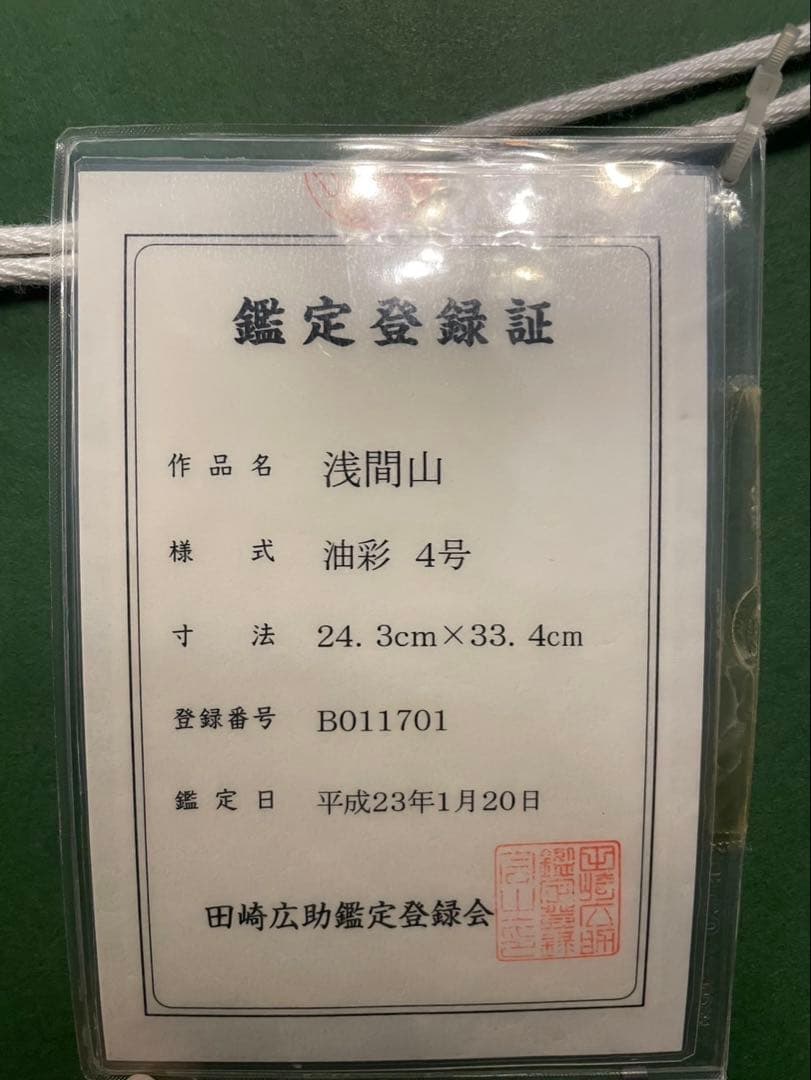 鑑定登録証
作品名 浅間山
様式 油彩 4号
寸法 24.3cm×33.4cm
登録番号 B011701
鑑定日 平成23年1月20日
田崎広助鑑定登録会